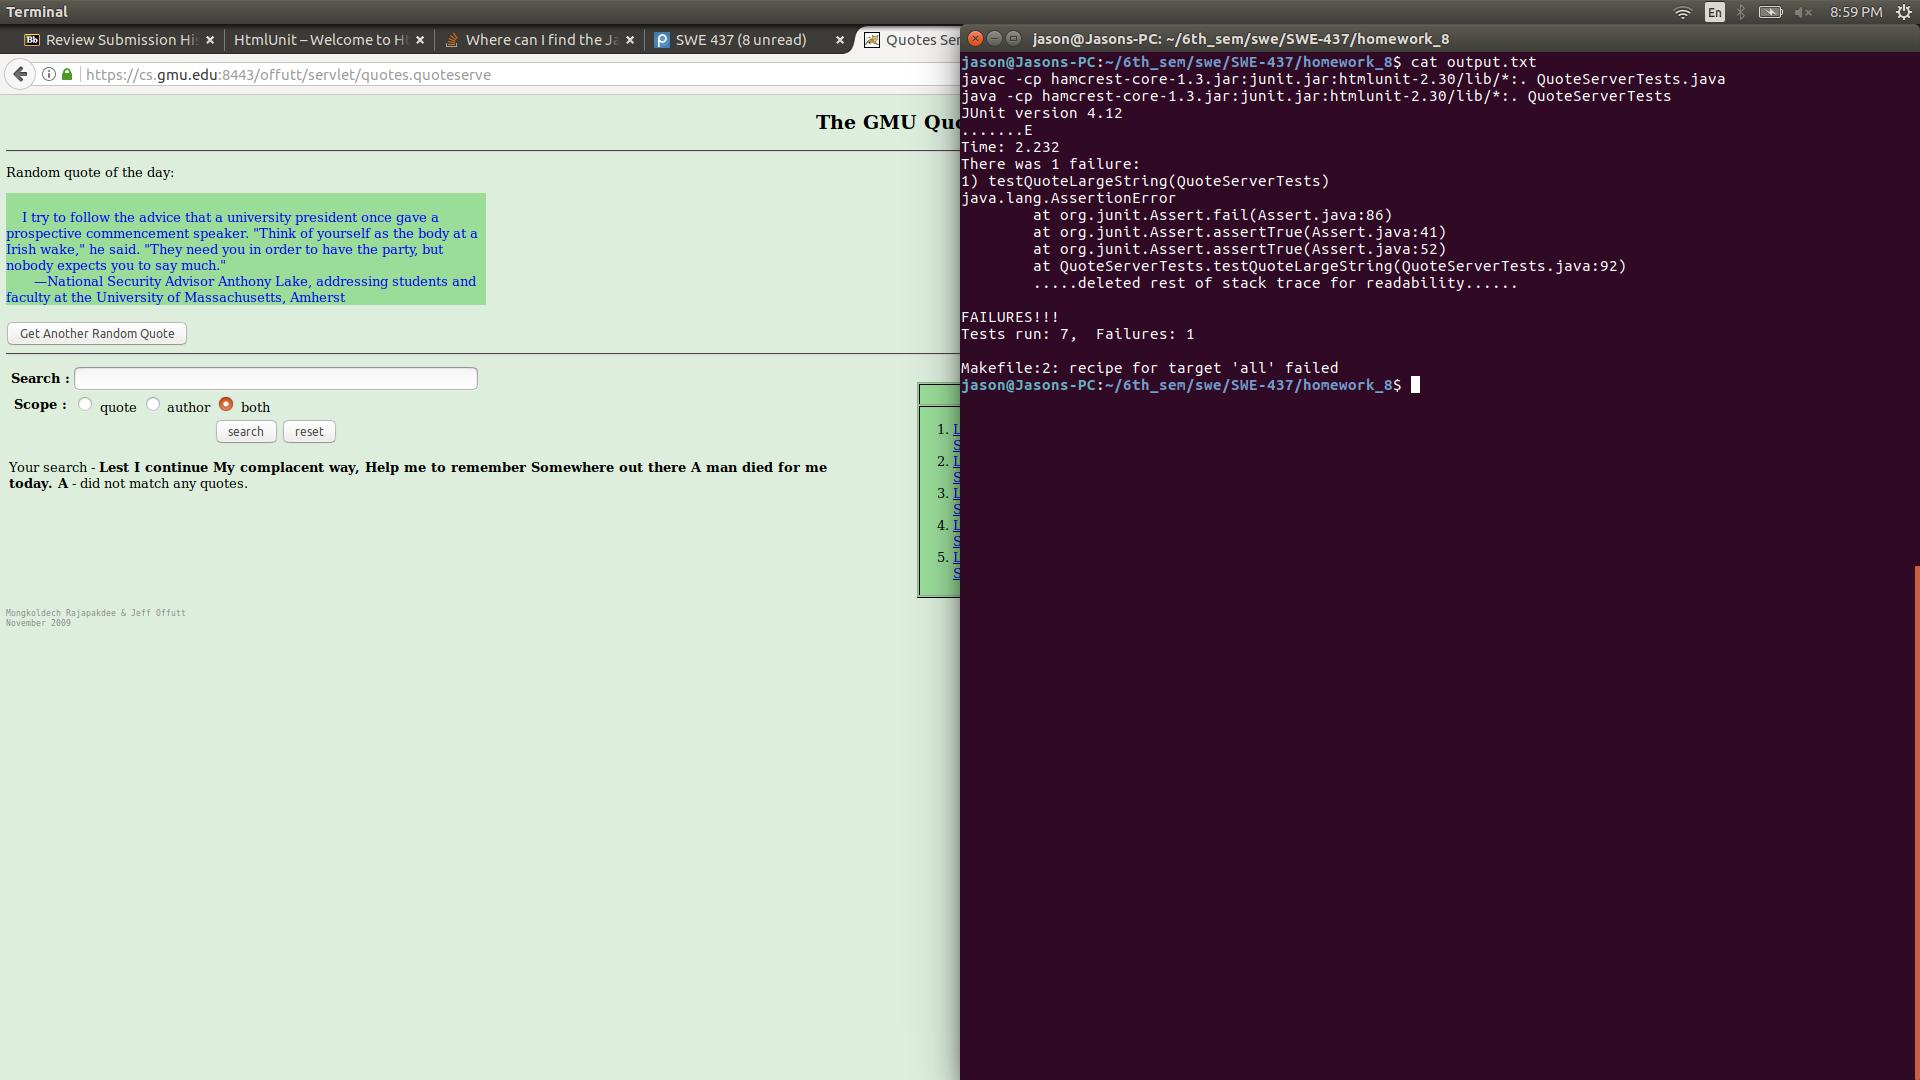 Terminal
En
8:59 PM
Review Submission His
HtmlUnit – Welcome to Ht
Where can I find the Ja
SWE 437 (8 unread)
Quotes Ser
https://cs.gmu.edu:8443/offutt/servlet/quotes.quoteserve
The GMU Quo
Random quote of the day:
I try to follow the advice that a university president once gave a
prospective commencement speaker. "Think of yourself as the body at a
Irish wake," he said. "They need you in order to have the party, but
nobody expects you to say much."
—National Security Advisor Anthony Lake, addressing students and
faculty at the University of Massachusetts, Amherst
Get Another Random Quote
Search :
Scope : quote author both
search reset
Your search - Lest I continue My complacent way, Help me to remember Somewhere out there A man died for me
today. A - did not match any quotes.
1. L
S
2. L
S
3. L
S
4. L
S
5. L
S
Mongkoldech Rajapakdee & Jeff Offutt
November 2009
jason@Jasons-PC: ~/6th_sem/swe/SWE-437/homework_8
jason@Jasons-PC:~/6th_sem/swe/SWE-437/homework_8$ cat output.txt
javac -cp hamcrest-core-1.3.jar:junit.jar:htmlunit-2.30/lib/*:. QuoteServerTests.java
java -cp hamcrest-core-1.3.jar:junit.jar:htmlunit-2.30/lib/*:. QuoteServerTests
JUnit version 4.12
.......E
Time: 2.232
There was 1 failure:
1) testQuoteLargeString(QuoteServerTests)
java.lang.AssertionError
at org.junit.Assert.fail(Assert.java:86)
at org.junit.Assert.assertTrue(Assert.java:41)
at org.junit.Assert.assertTrue(Assert.java:52)
at QuoteServerTests.testQuoteLargeString(QuoteServerTests.java:92)
.....deleted rest of stack trace for readability......
FAILURES!!!
Tests run: 7,  Failures: 1
Makefile:2: recipe for target 'all' failed
jason@Jasons-PC:~/6th_sem/swe/SWE-437/homework_8$